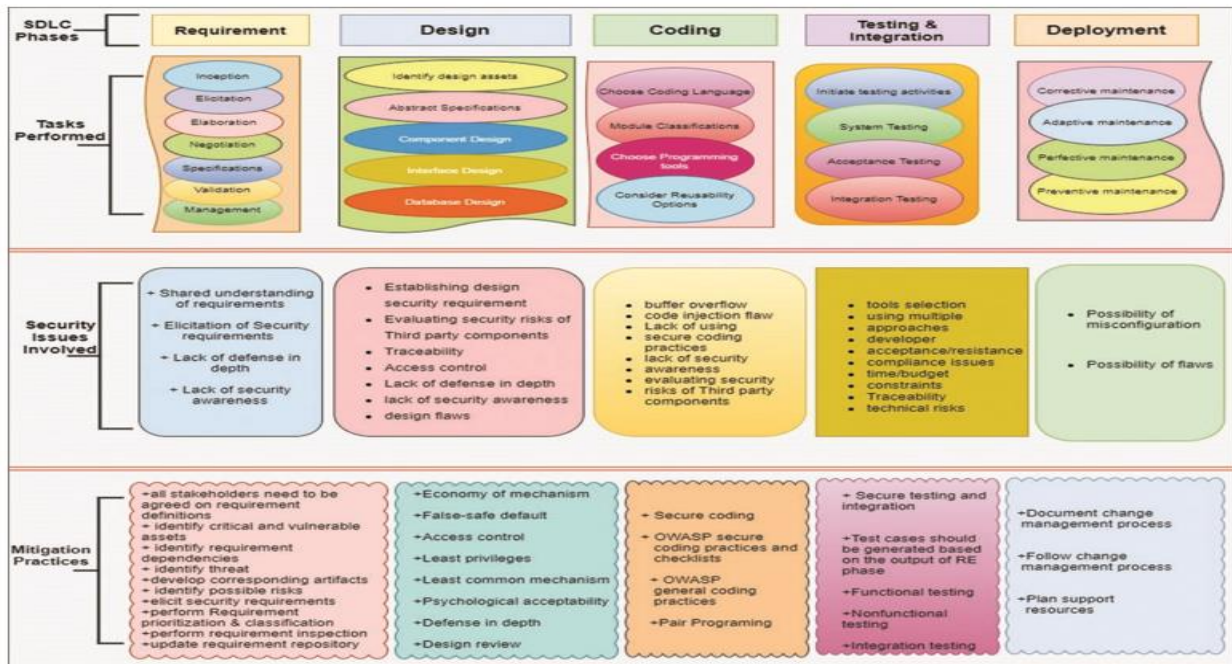 SDLC
Phases
Requirement
Design
Coding
Testing &
Integration
Deployment
Tasks
Performed
Inception
Elicitation
Elaboration
Negotiation
Specifications
Validation
Management
Identify design assets
Abstract Specifications
Component Design
Interface Design
Database Design
Choose Coding Language
Module Classifications
Choose Programming
tools
Consider Reusability
Options
Initiate testing activities
System Testing
Acceptance Testing
Integration Testing
Corrective maintenance
Adaptive maintenance
Perfective maintenance
Preventive maintenance
Security
Issues
Involved
+ Shared understanding
of requirements
+ Elicitation of Security
requirements
+ Lack of defense in
depth
+ Lack of security
awareness
• Establishing design
security requirement
• Evaluating security risks of
Third party components
• Traceability
• Access control
• Lack of defense in depth
• lack of security awareness
• design flaws
• buffer overflow
• code injection flaw
• Lack of using
• secure coding
practices
• lack of security
• awareness
• evaluating security
• risks of Third party
components
• tools selection
• using multiple
• approaches
• developer
• acceptance/resistance
• compliance issues
• time/budget
• constraints
• Traceability
• technical risks
• Possibility of
misconfiguration
• Possibility of flaws
Mitigation
Practices
+all stakeholders need to be
agreed on requirement
definitions
+ identify critical and vulnerable
assets
+ identify requirement
dependencies
+ identify threat
+develop corresponding artifacts
+ identify possible risks
+elicit security requirements
+perform Requirement
prioritization & classification
+perform requirement inspection
+update requirement repository
+Economy of mechanism
+False-safe default
+Access control
+Least privileges
+Least common mechanism
+Psychological acceptability
+Defense in depth
+Design review
+ Secure coding
+ OWASP secure
coding practices and
checklists
+ OWASP
general coding
practices
+Pair Programing
+ Secure testing and
integration
+Test cases should
be generated based
on the output of RE
phase
+Functional testing
+Nonfunctional
testing
+Integration testing
+Document change
management process
+Follow change
management process
+Plan support
resources